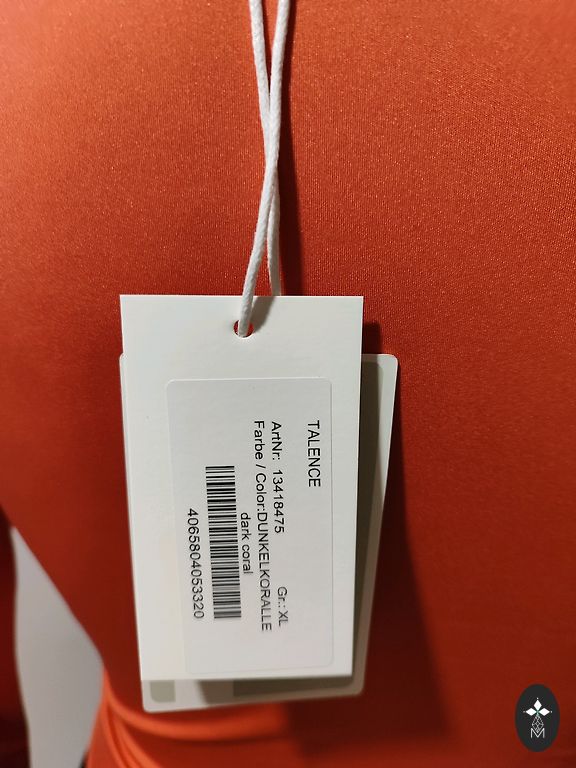 TALENCE
ArtNr: 13418475 Gr.: XL
Farbe / Color:DUNKELKORALLE
dark coral
4065804053320
M